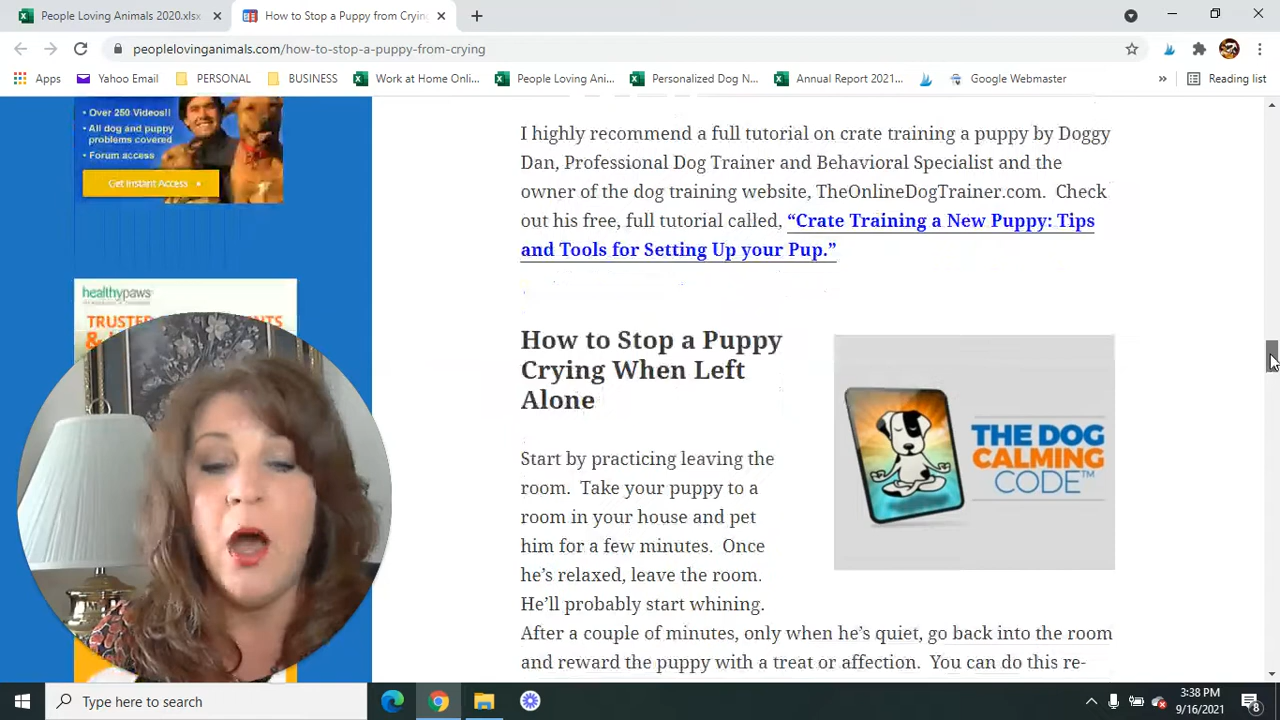 People Loving Animals 2020.xlsx
How to Stop a Puppy from Crying
peoplelovinganimals.com/how-to-stop-a-puppy-from-crying
Apps
Yahoo Email
PERSONAL
BUSINESS
Work at Home Onli...
People Loving Ani...
Personalized Dog N...
Annual Report 2021...
Google Webmaster
»
Reading list
• Over 250 Videos!!
• All dog and puppy
problems covered
• Forum access
Get Instant Access
healthypaws
I highly recommend a full tutorial on crate training a puppy by Doggy
Dan, Professional Dog Trainer and Behavioral Specialist and the
owner of the dog training website, TheOnlineDogTrainer.com. Check
out his free, full tutorial called, “Crate Training a New Puppy: Tips
and Tools for Setting Up your Pup.”
How to Stop a Puppy
Crying When Left
Alone
THE DOG
CALMING
CODE™
Start by practicing leaving the
room. Take your puppy to a
room in your house and pet
him for a few minutes. Once
he’s relaxed, leave the room.
He’ll probably start whining.
After a couple of minutes, only when he’s quiet, go back into the room
and reward the puppy with a treat or affection. You can do this re-
Type here to search
3:38 PM
9/16/2021
8